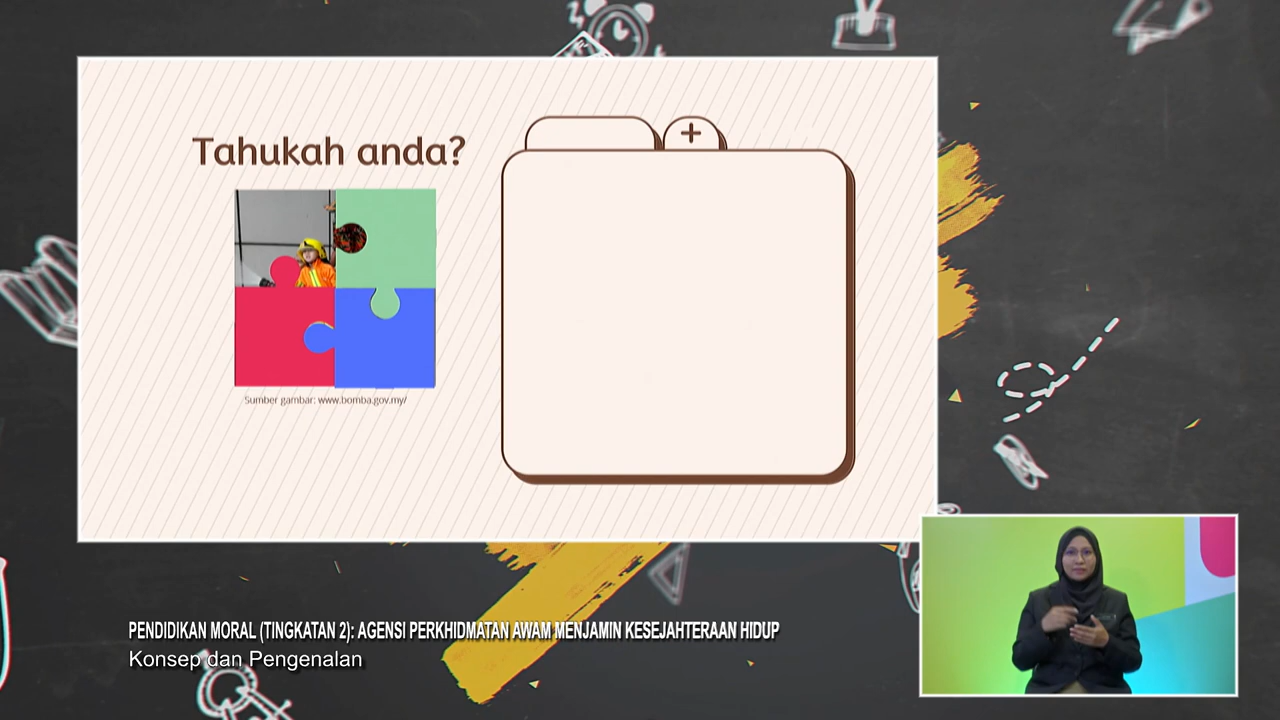 Tahukah anda?
Sumber gambar: www.bomba.gov.my/
PENDIDIKAN MORAL (TINGKATAN 2): AGENSI PERKHIDMATAN AWAM MENJAMIN KESEJAHTERAAN HIDUP
Konsep dan Pengenalan